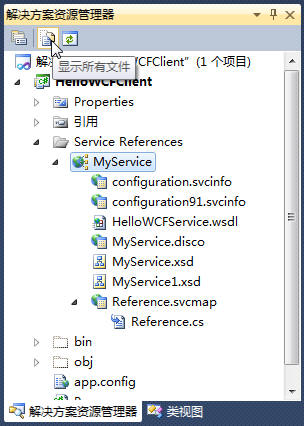 解决方案资源管理器
解决 CFClient" (1 个项目)
显示所有文件
HelloWCFClient
Properties
引用
Service References
MyService
configuration.svcinfo
configuration91.svcinfo
HelloWCFService.wsdl
MyService.disco
MyService.xsd
MyService1.xsd
Reference.svcmap
Reference.cs
bin
obj
app.config
解决方案资源管理器 类视图